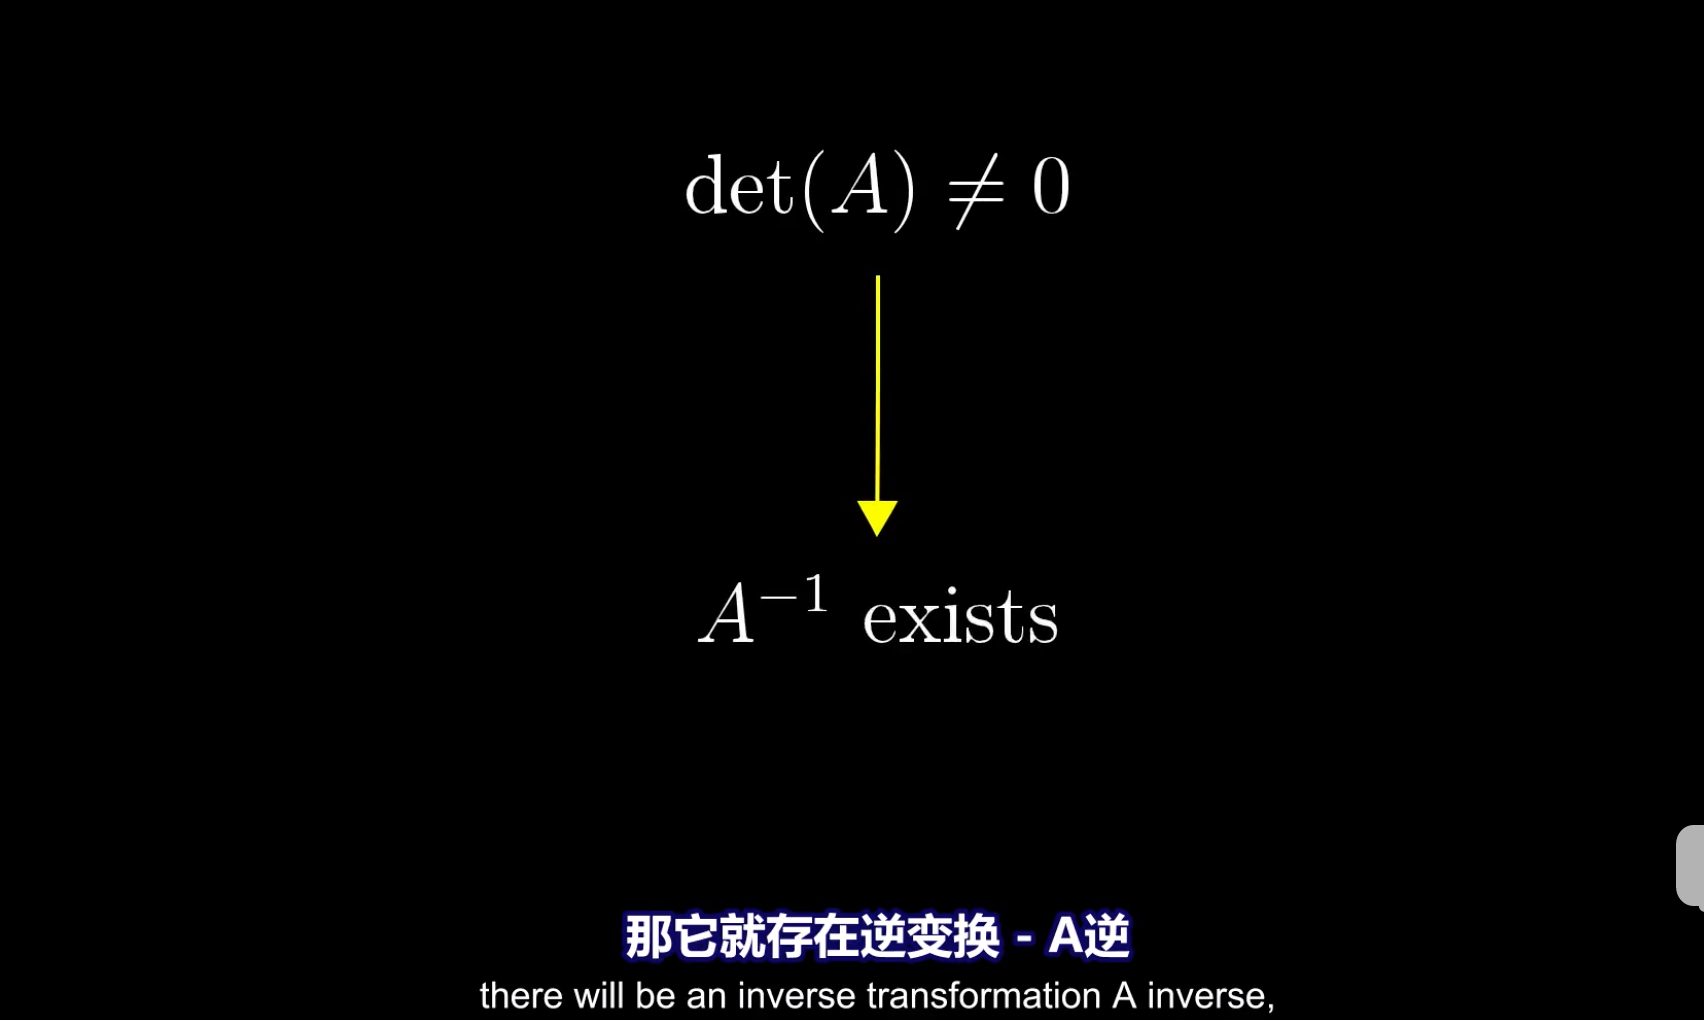 det(A) ≠ 0
A⁻¹ exists
那它就存在逆变换 - A逆
there will be an inverse transformation A inverse,